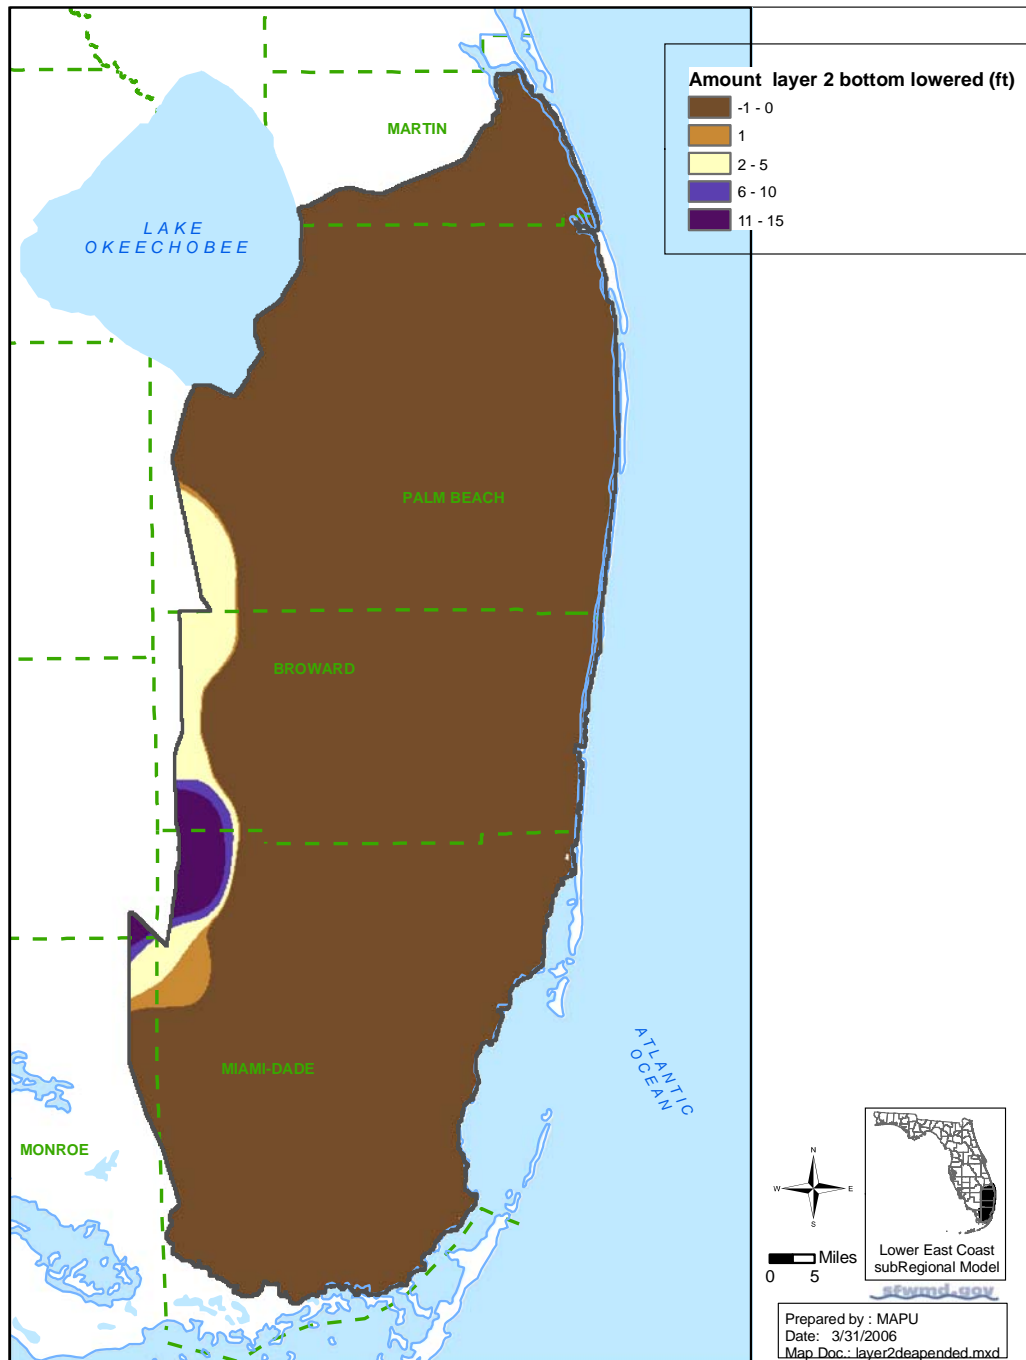 Amount layer 2 bottom lowered (ft)
-1 - 0
1
2 - 5
6 - 10
11 - 15
MARTIN
LAKE
OKEECHOBEE
PALM BEACH
BROWARD
MIAMI-DADE
MONROE
ATLANTIC
OCEAN
N
W E
S
Miles
0 5
Lower East Coast
subRegional Model
sfwmd.gov
Prepared by : MAPU
Date: 3/31/2006
Map Doc.: layer2deapended.mxd